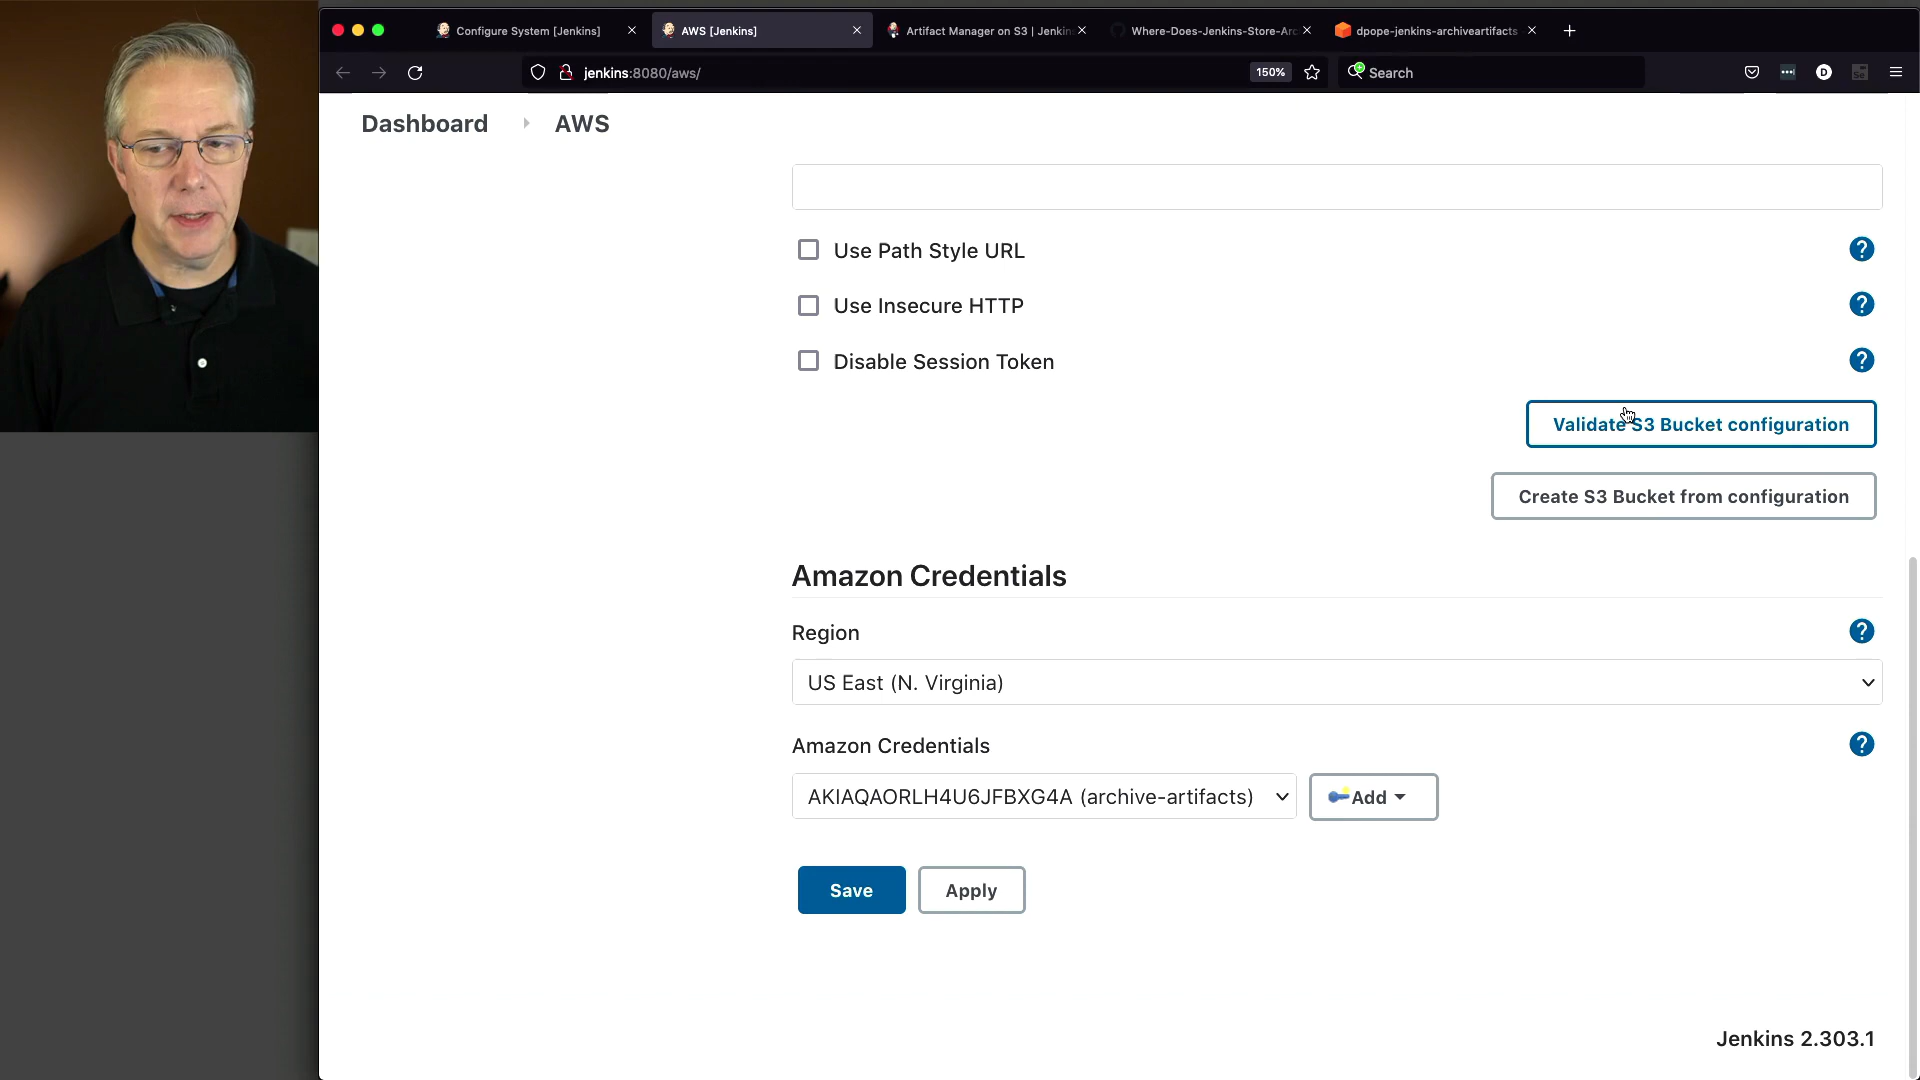 Configure System [Jenkins]
AWS [Jenkins]
Artifact Manager on S3 | Jenkin
Where-Does-Jenkins-Store-Arc
dpope-jenkins-archiveartifacts
jenkins:8080/aws/
150%
Search
Dashboard
AWS
Use Path Style URL
?
Use Insecure HTTP
?
Disable Session Token
?
Validate S3 Bucket configuration
Create S3 Bucket from configuration
Amazon Credentials
Region
?
US East (N. Virginia)
Amazon Credentials
?
AKIAQAORLH4U6JFBXG4A (archive-artifacts)
Add
Save
Apply
Jenkins 2.303.1